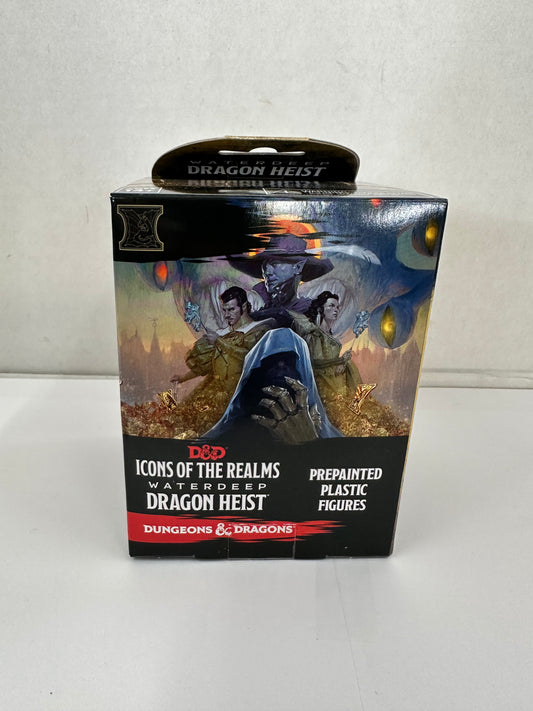 WATERDEEP
DRAGON HEIST
D&D
ICONS OF THE REALMS
WATERDEEP
DRAGON HEIST
PREPAINTED
PLASTIC
FIGURES
DUNGEONS & DRAGONS